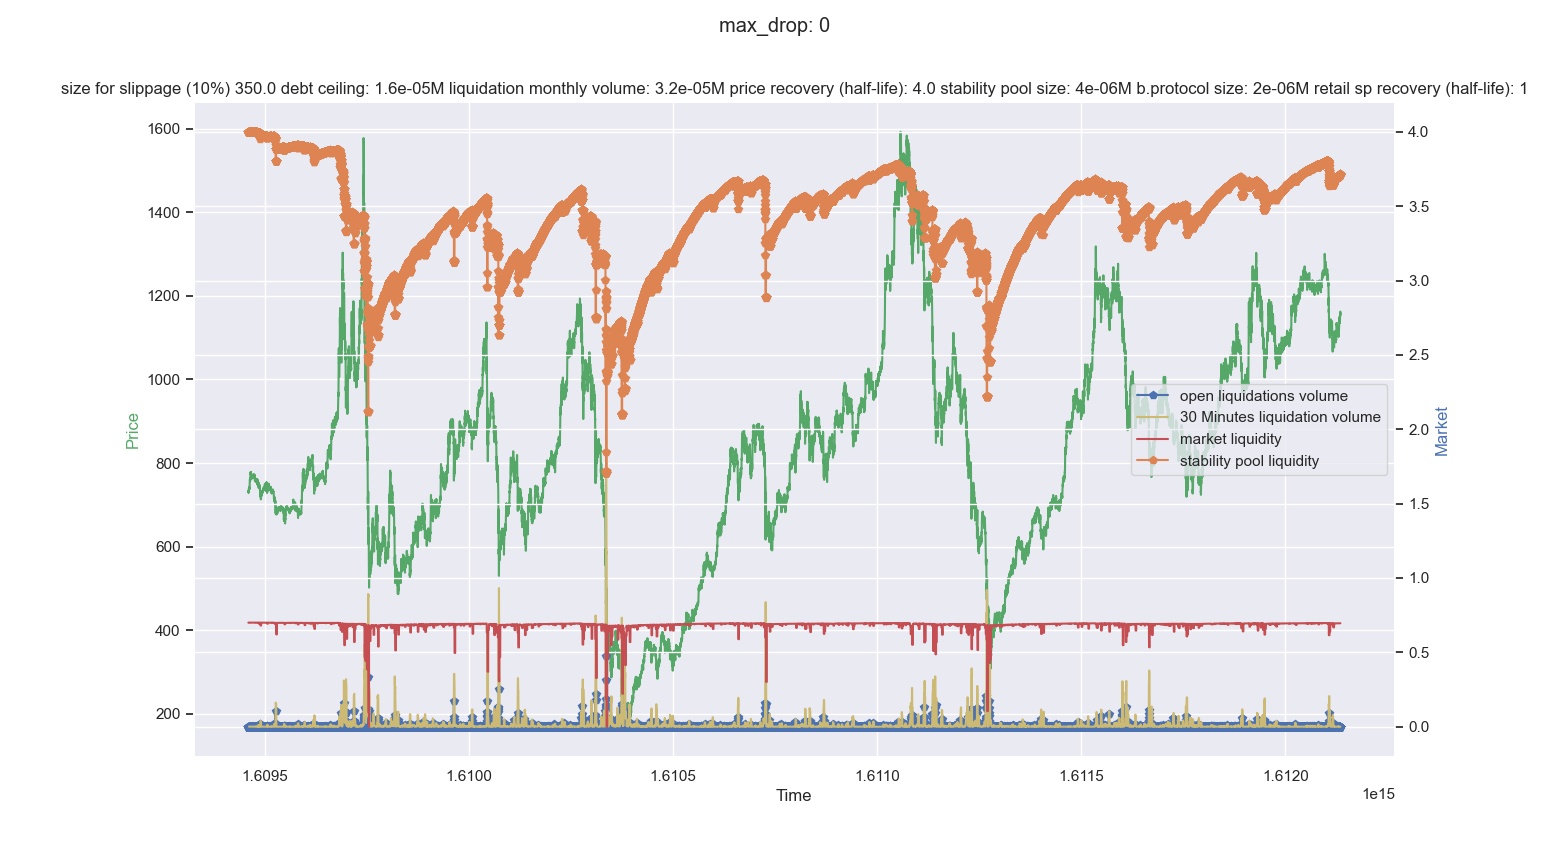 max_drop: 0
size for slippage (10%) 350.0 debt ceiling: 1.6e-05M liquidation monthly volume: 3.2e-05M price recovery (half-life): 4.0 stability pool size: 4e-06M b.protocol size: 2e-06M retail sp recovery (half-life): 1
1600
1400
1200
1000
800
600
400
200
Price
4.0
3.5
3.0
2.5
2.0
1.5
1.0
0.5
0.0
Market
open liquidations volume
30 Minutes liquidation volume
market liquidity
stability pool liquidity
1.6095
1.6100
1.6105
1.6110
1.6115
1.6120
Time
1e15